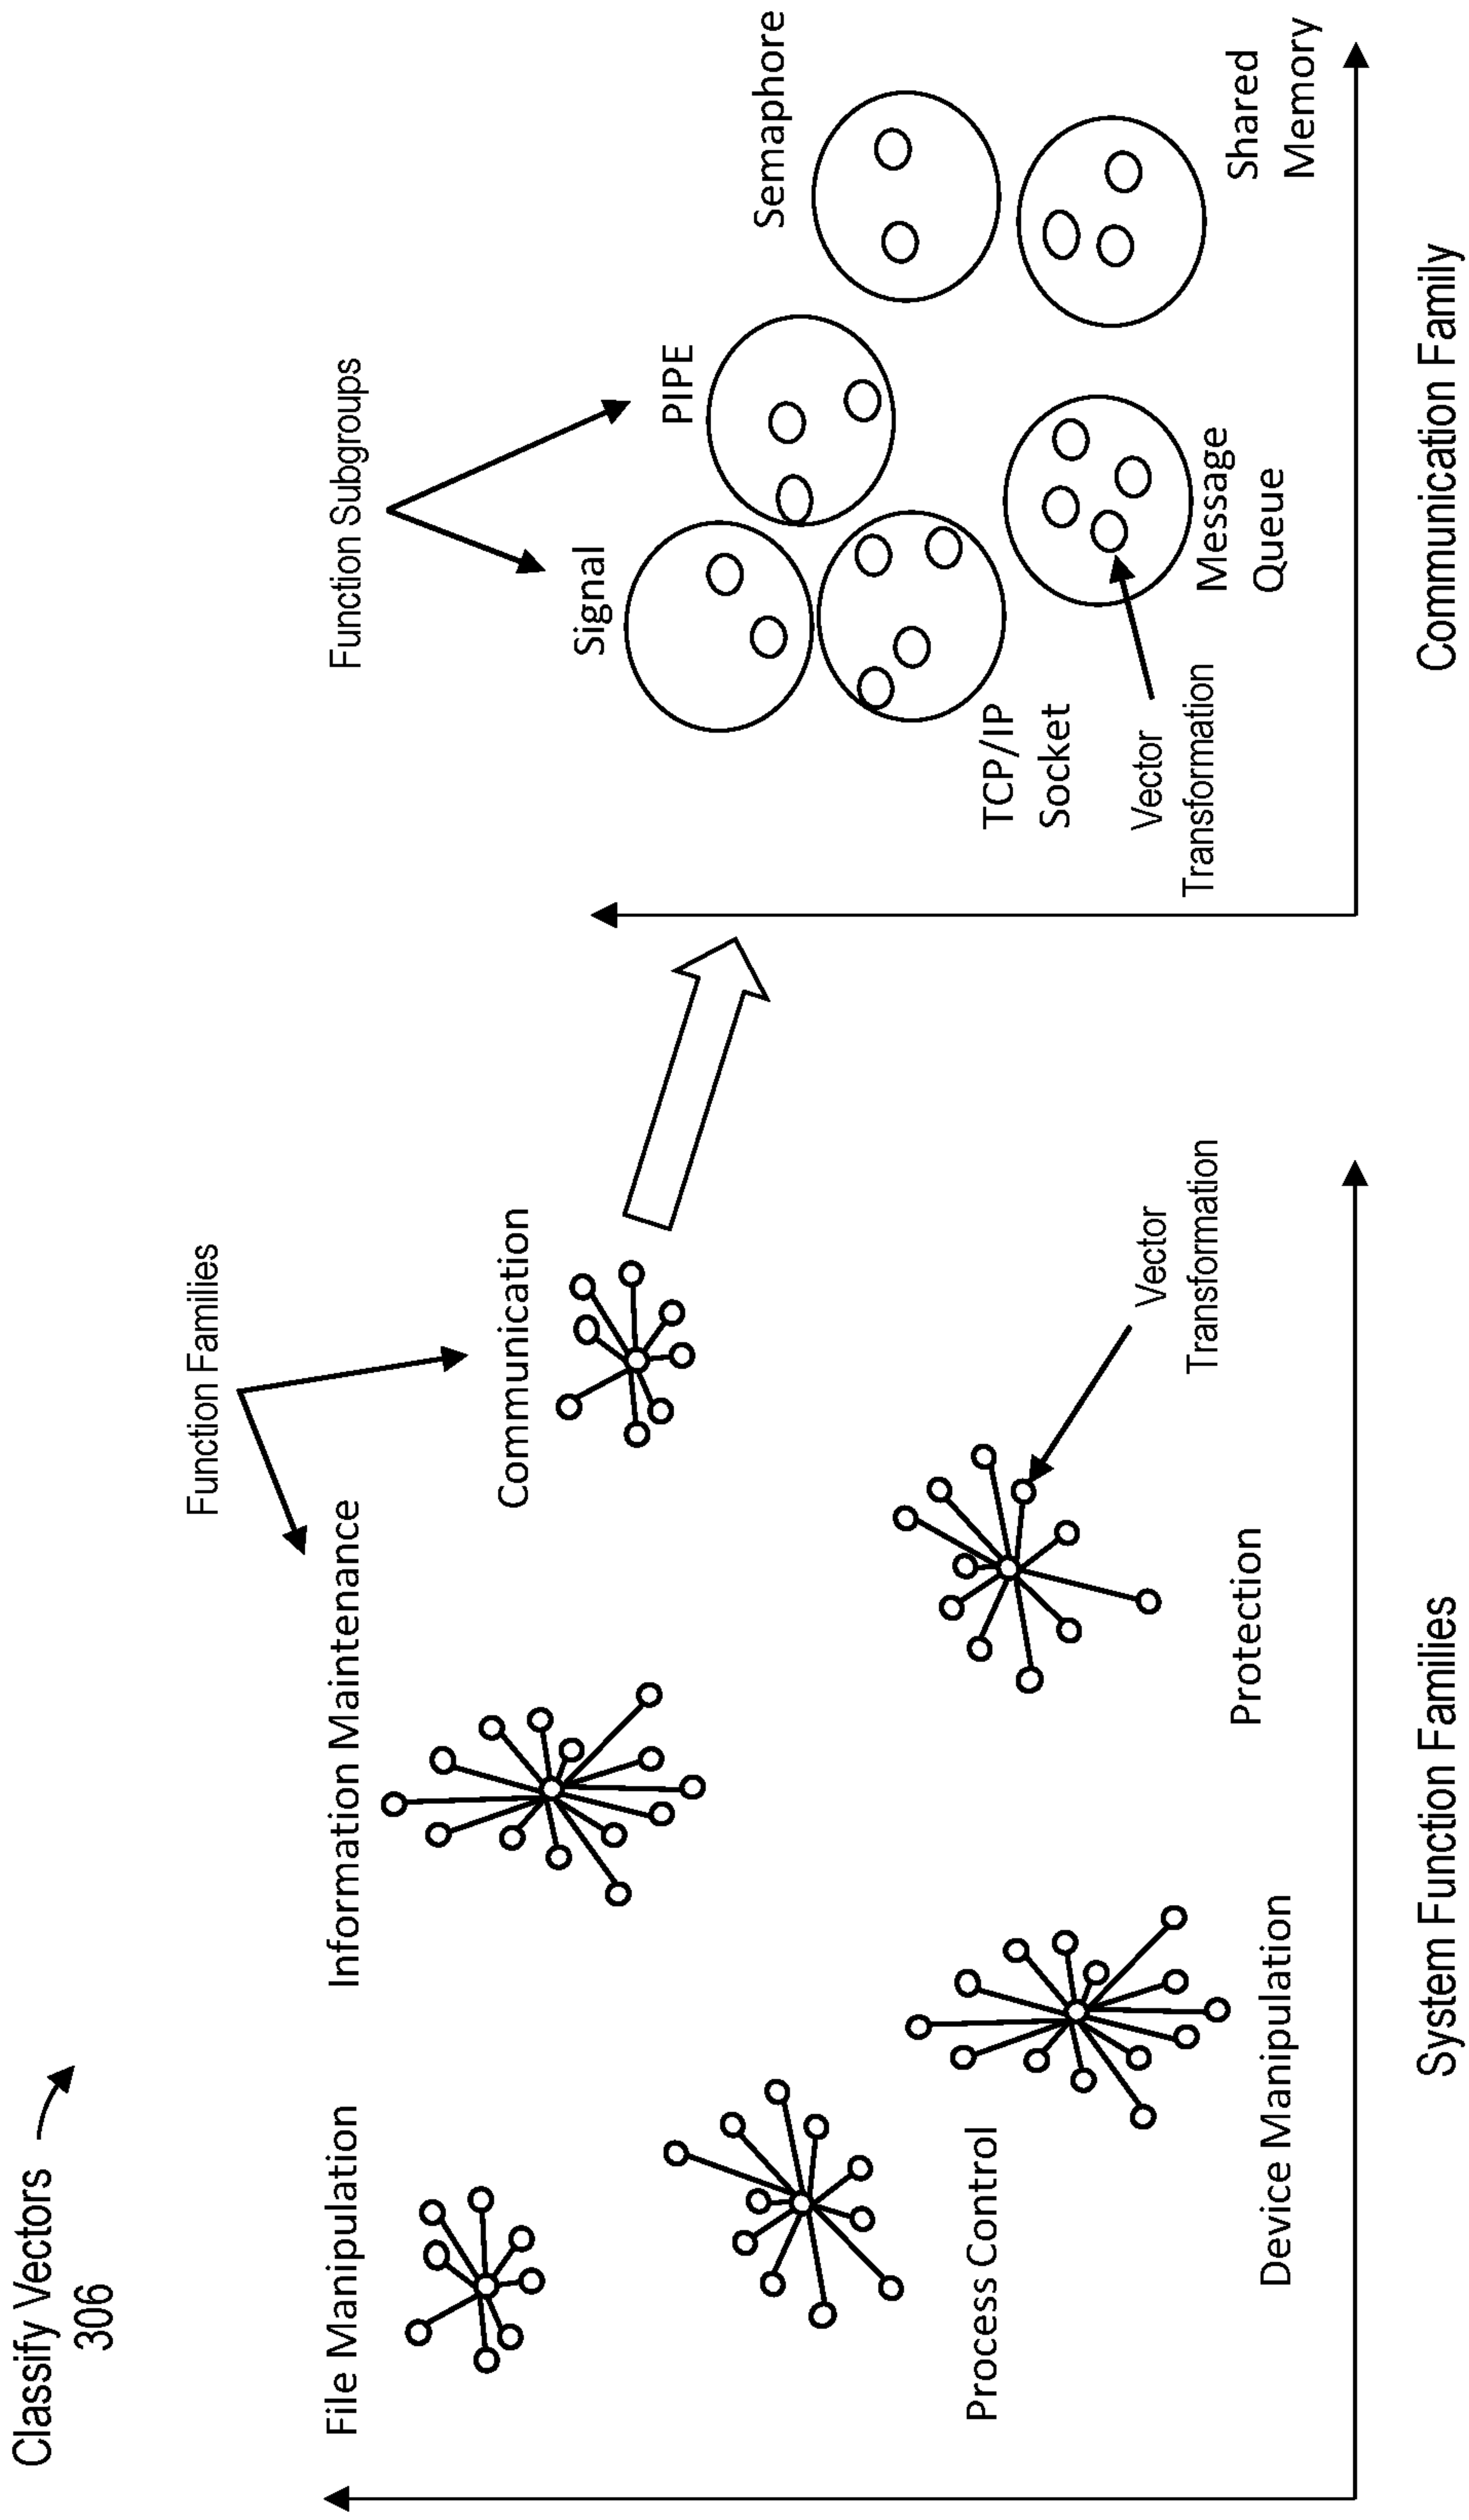 Classify Vectors
306
Function Families
Function Subgroups
File Manipulation
Information Maintenance
Communication
Signal
PIPE
Semaphore
Process Control
TCP/IP
Socket
Vector
Transformation
Vector
Transformation
Message
Queue
Shared
Memory
Device Manipulation
Protection
System Function Families
Communication Family